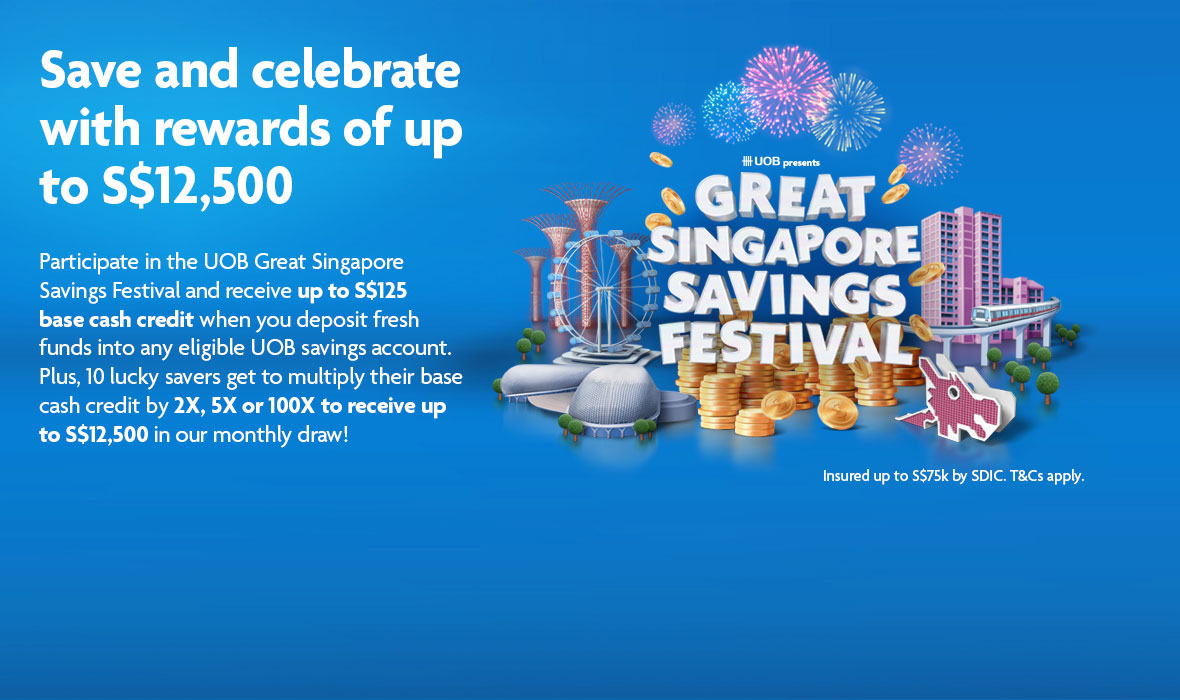 Save and celebrate
with rewards of up
to S$12,500
Participate in the UOB Great Singapore
Savings Festival and receive up to S$125
base cash credit when you deposit fresh
funds into any eligible UOB savings account.
Plus, 10 lucky savers get to multiply their base
cash credit by 2X, 5X or 100X to receive up
to S$12,500 in our monthly draw!
UOB presents
GREAT
SINGAPORE
SAVINGS
FESTIVAL
Insured up to S$75k by SDIC. T&Cs apply.